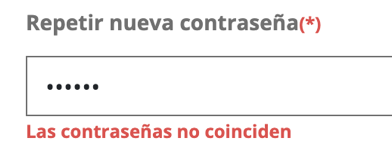 Repetir nueva contraseña(*)
••••••
Las contraseñas no coinciden